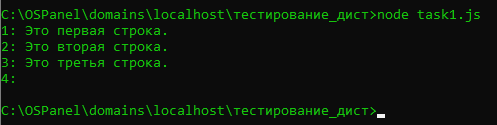 C:\OSPanel\domains\localhost\тестирование_дист>node task1.js
1: Это первая строка.
2: Это вторая строка.
3: Это третья строка.
4:
C:\OSPanel\domains\localhost\тестирование_дист>